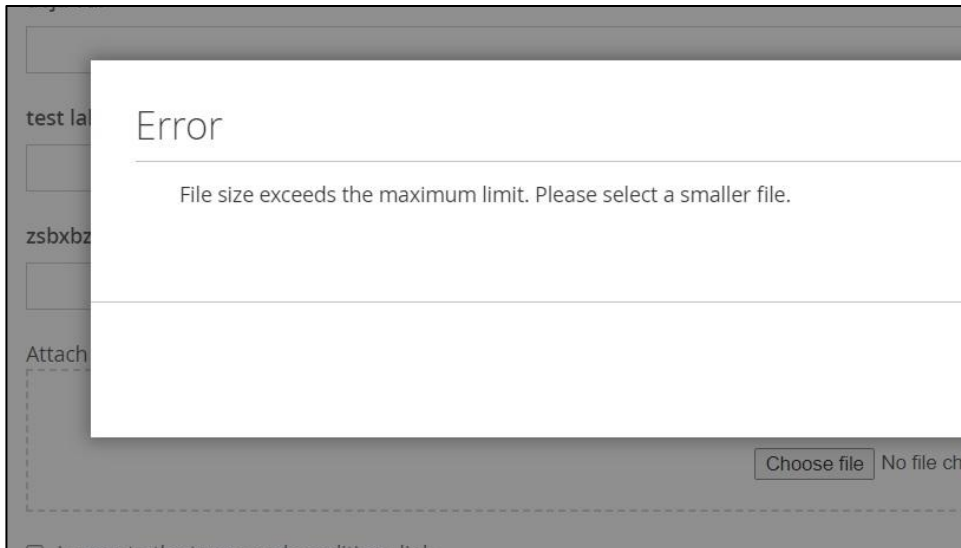 test lal
Error
File size exceeds the maximum limit. Please select a smaller file.
zsbxbz
Attach
Choose file No file ch